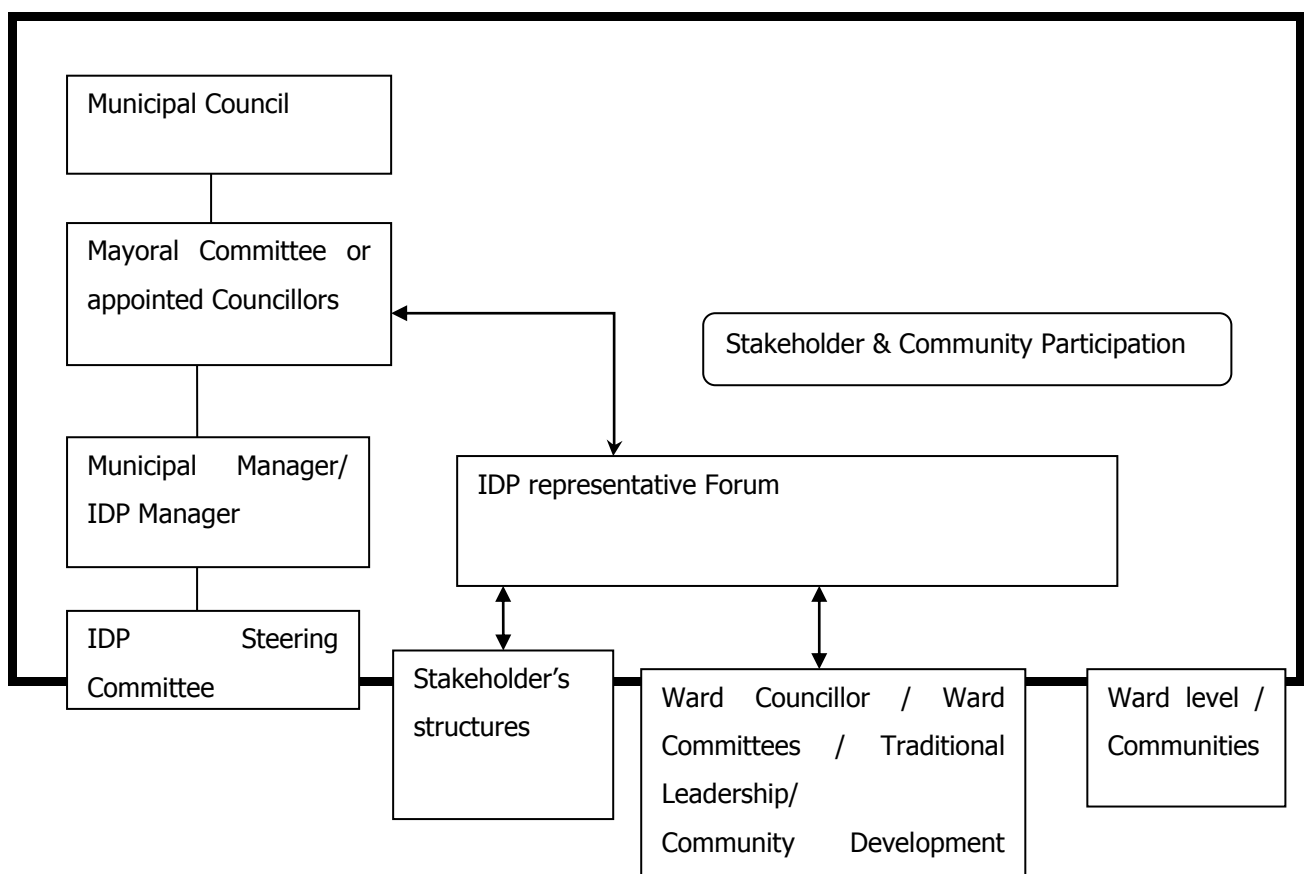 Municipal Council
Mayoral Committee or
appointed Councillors
Stakeholder & Community Participation
Municipal Manager/
IDP Manager
IDP representative Forum
IDP Steering
Committee
Stakeholder's
structures
Ward Councillor / Ward
Committees / Traditional
Leadership/
Community Development
Ward level /
Communities